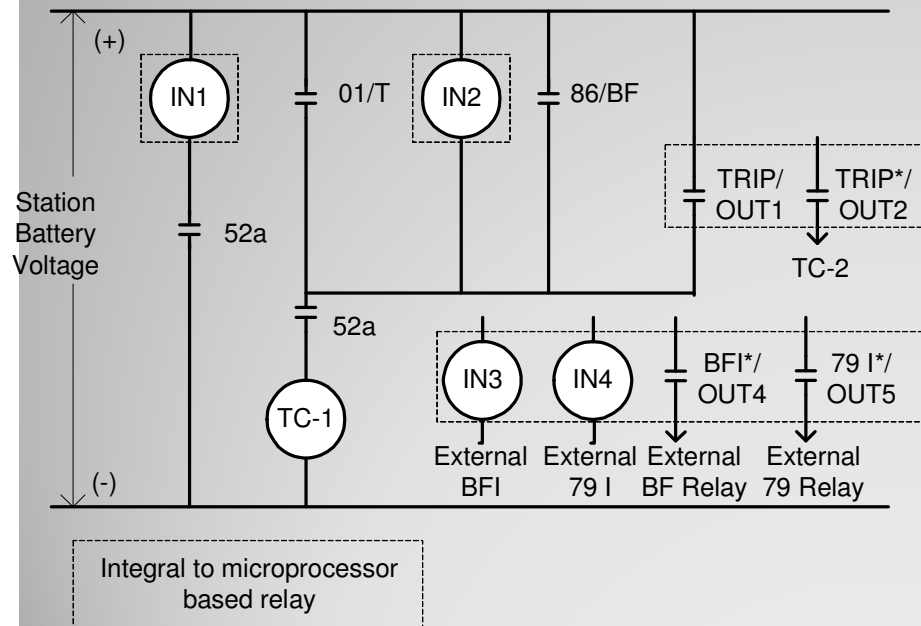 (+)
IN1
01/T
IN2
86/BF
TRIP/
OUT1
TRIP*/
OUT2
Station
Battery
Voltage
52a
TC-2
52a
IN3
IN4
BFI*/
OUT4
79 I*/
OUT5
TC-1
External
BFI
External
79 I
External
BF Relay
External
79 Relay
(-)
Integral to microprocessor
based relay